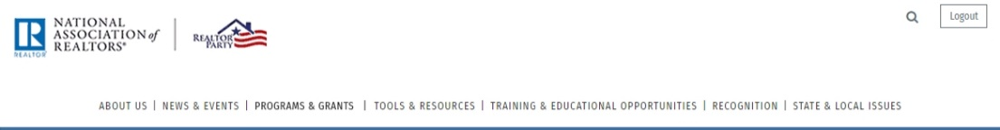 NATIONAL
ASSOCIATION of
REALTORS®
REALTOR®
REALTOR
PARTY
Logout
ABOUT US | NEWS & EVENTS | PROGRAMS & GRANTS | TOOLS & RESOURCES | TRAINING & EDUCATIONAL OPPORTUNITIES | RECOGNITION | STATE & LOCAL ISSUES